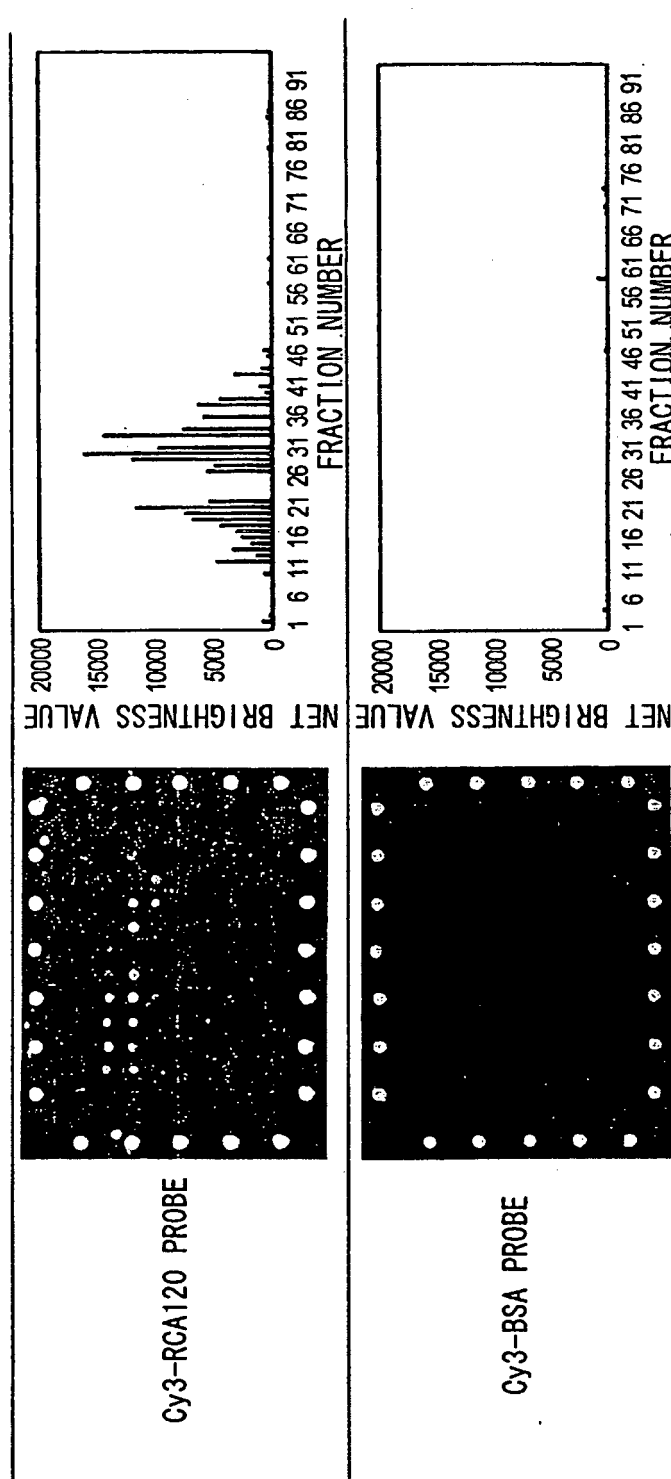 Cy3-RCA120 PROBE
NET BRIGHTNESS VALUE
20000
15000
10000
5000
0
1 6 11 16 21 26 31 36 41 46 51 56 61 66 71 76 81 86 91
FRACTION NUMBER
Cy3-BSA PROBE
NET BRIGHTNESS VALUE
20000
15000
10000
5000
0
1 6 11 16 21 26 31 36 41 46 51 56 61 66 71 76 81 86 91
FRACTION NUMBER